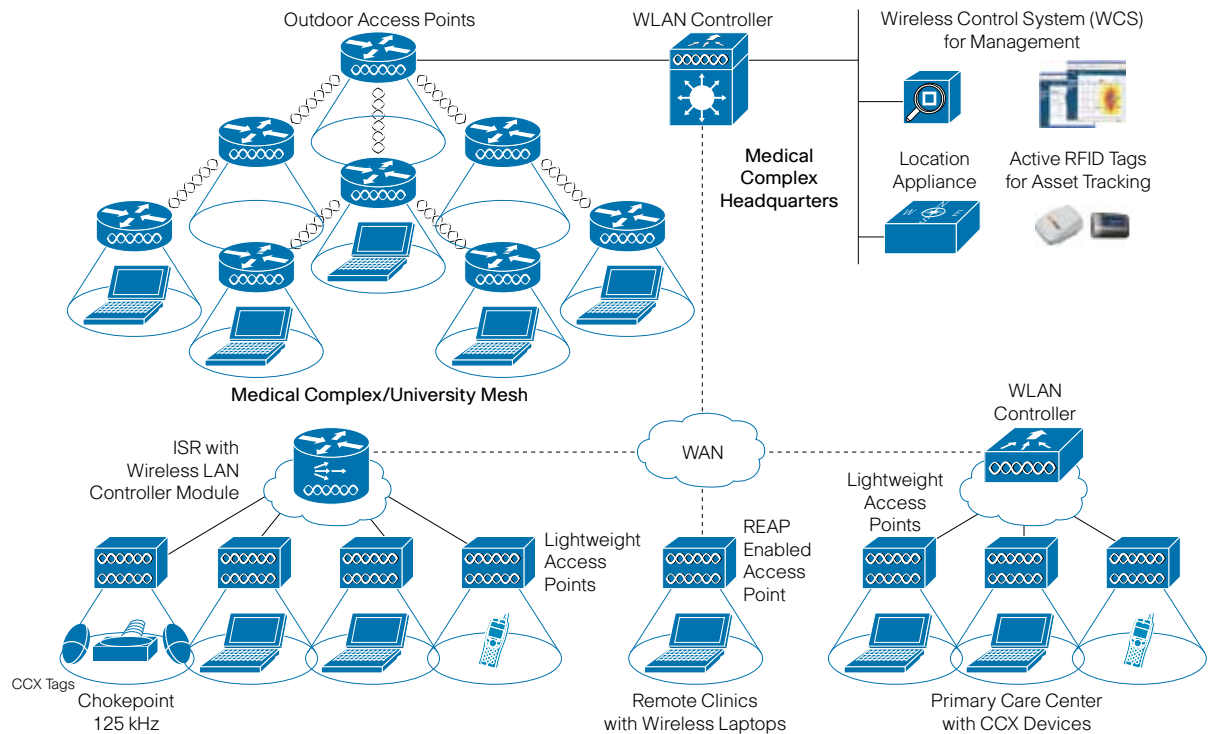 Outdoor Access Points
WLAN Controller
Wireless Control System (WCS)
for Management
Medical
Complex
Headquarters
Location
Appliance
Active RFID Tags
for Asset Tracking
W
N
E
Medical Complex/University Mesh
ISR with
Wireless LAN
Controller Module
WAN
WLAN
Controller
Lightweight
Access
Points
REAP
Enabled
Access
Point
Lightweight
Access
Points
CCX Tags
Chokepoint
125 kHz
Remote Clinics
with Wireless Laptops
Primary Care Center
with CCX Devices